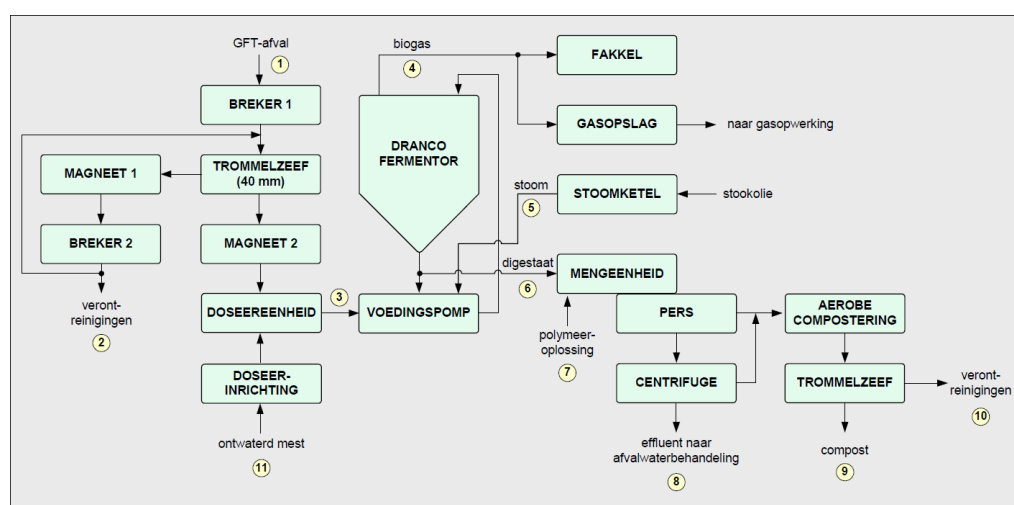 GFT-afval
1
BREKER 1
TROMMELZEEF
(40 mm)
MAGNEET 1
BREKER 2
veront-
reinigingen
2
MAGNEET 2
DOSEEREENHEID
3
DOSEER-
INRICHTING
ontwaterd mest
11
biogas
4
DRANCO
FERMENTOR
VOEDINGSPOMP
FAKKEL
GASOPSLAG
naar gasopwerking
stoom
5
STOOMKETEL
stookolie
digestaat
6
MENGEENHEID
polymeer-
oplossing
7
PERS
CENTRIFUGE
effluent naar
afvalwaterbehandeling
8
AEROBE
COMPOSTERING
TROMMELZEEF
compost
9
veront-
reinigingen
10